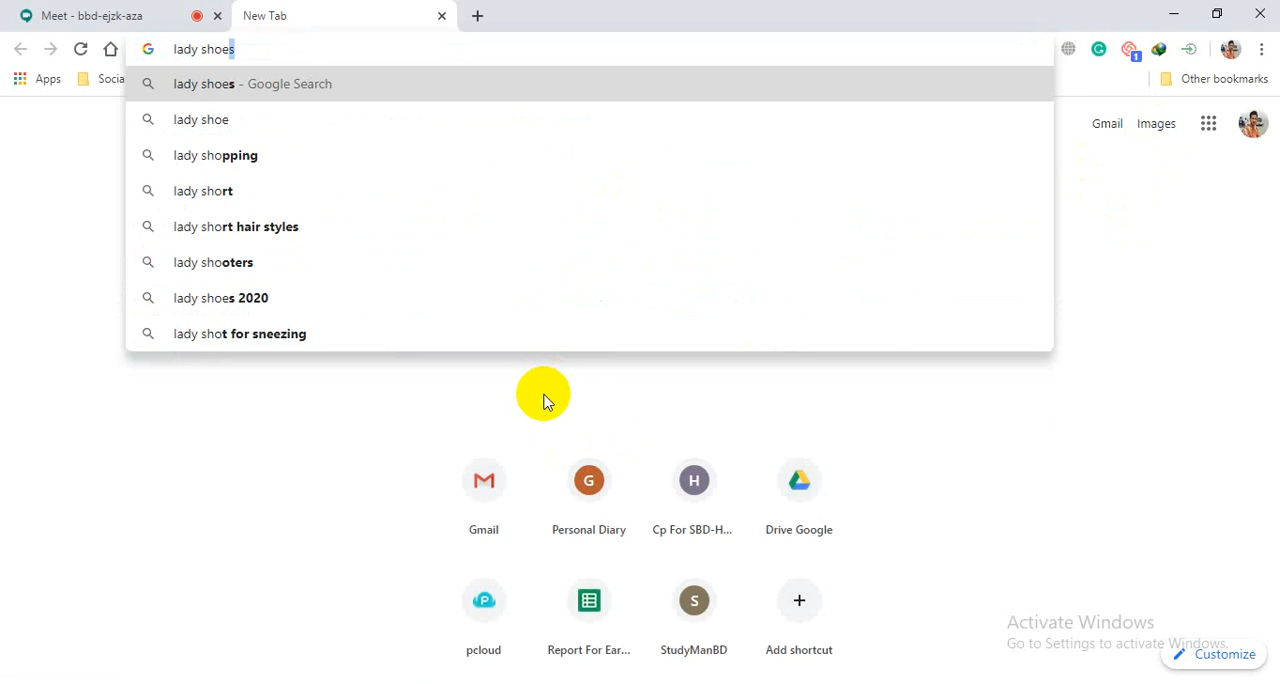 Meet - bbd-ejzk-aza
New Tab
lady shoes
Apps
Socia
Other bookmarks
lady shoes - Google Search
lady shoe
lady shopping
lady short
lady short hair styles
lady shooters
lady shoes 2020
lady shot for sneezing
1
Gmail
Images
G
H
Gmail
Personal Diary
Cp For SBD-H...
Drive Google
P
S
pcloud
Report For Ear...
StudyManBD
Add shortcut
Activate Windows
Go to Settings to activate Windows.
Customize